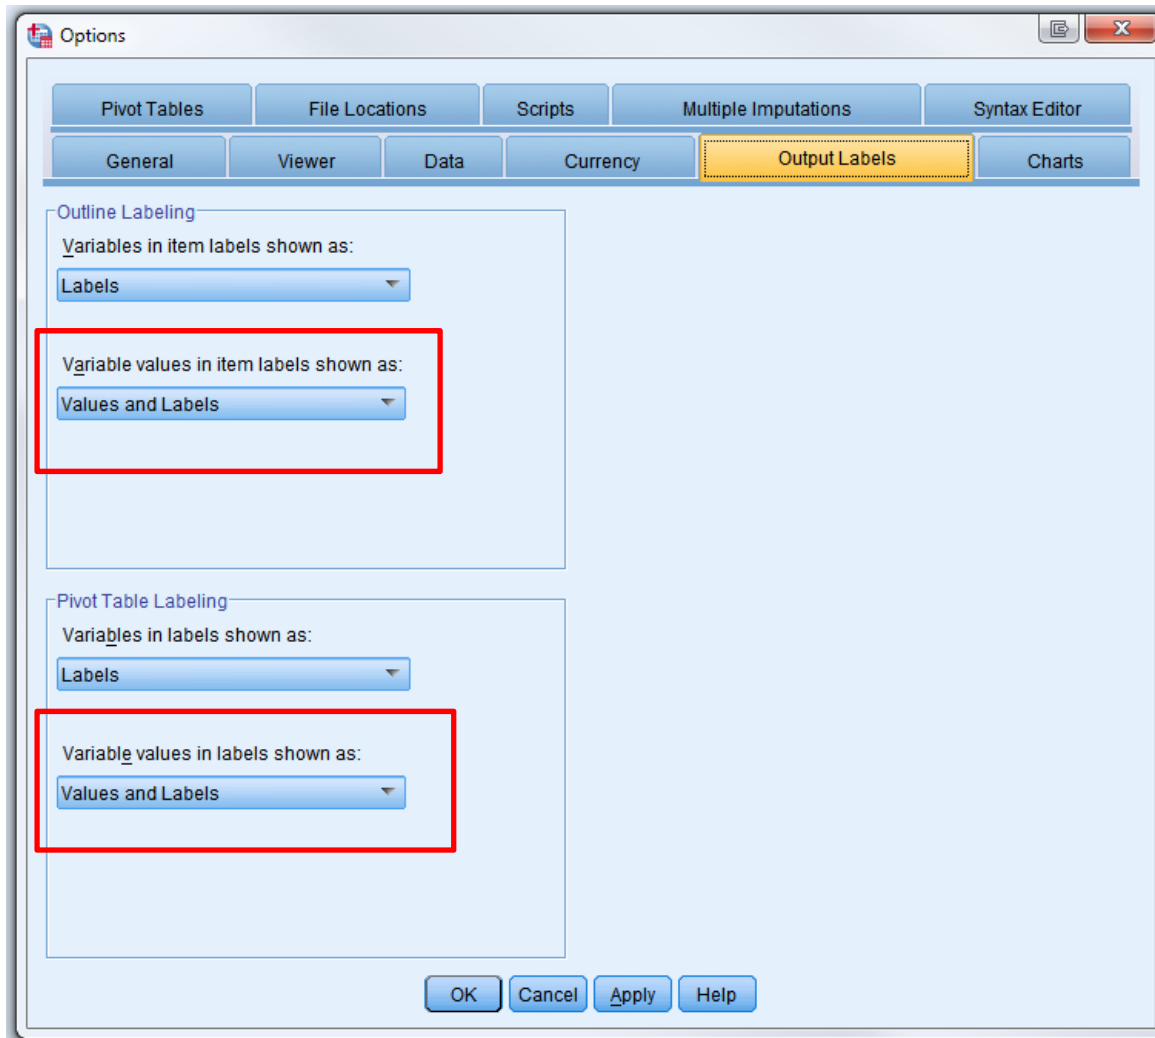 Options
Pivot Tables
File Locations
Scripts
Multiple Imputations
Syntax Editor
General
Viewer
Data
Currency
Output Labels
Charts
Outline Labeling
Variables in item labels shown as:
Labels
Variable values in item labels shown as:
Values and Labels
Pivot Table Labeling
Variables in labels shown as:
Labels
Variable values in labels shown as:
Values and Labels
OK
Cancel
Apply
Help